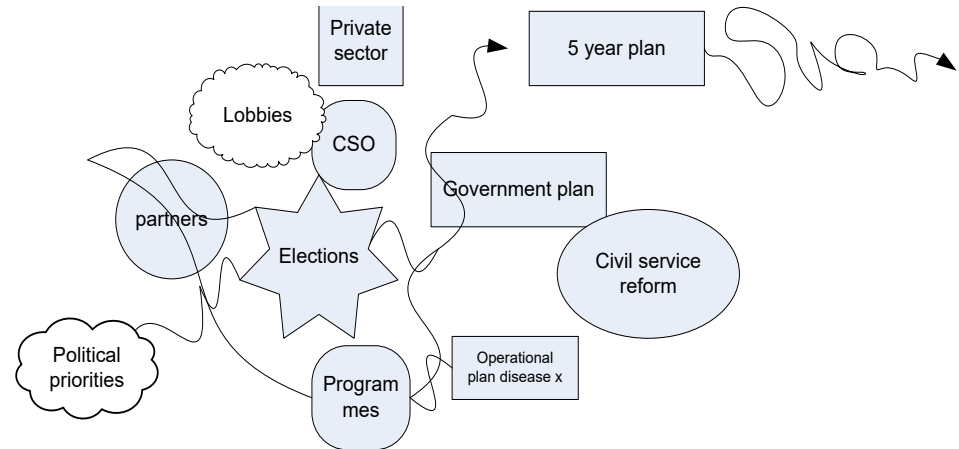 Private
sector
5 year plan
Lobbies
CSO
Government plan
partners
Elections
Civil service
reform
Political
priorities
Operational
plan disease x
Program
mes